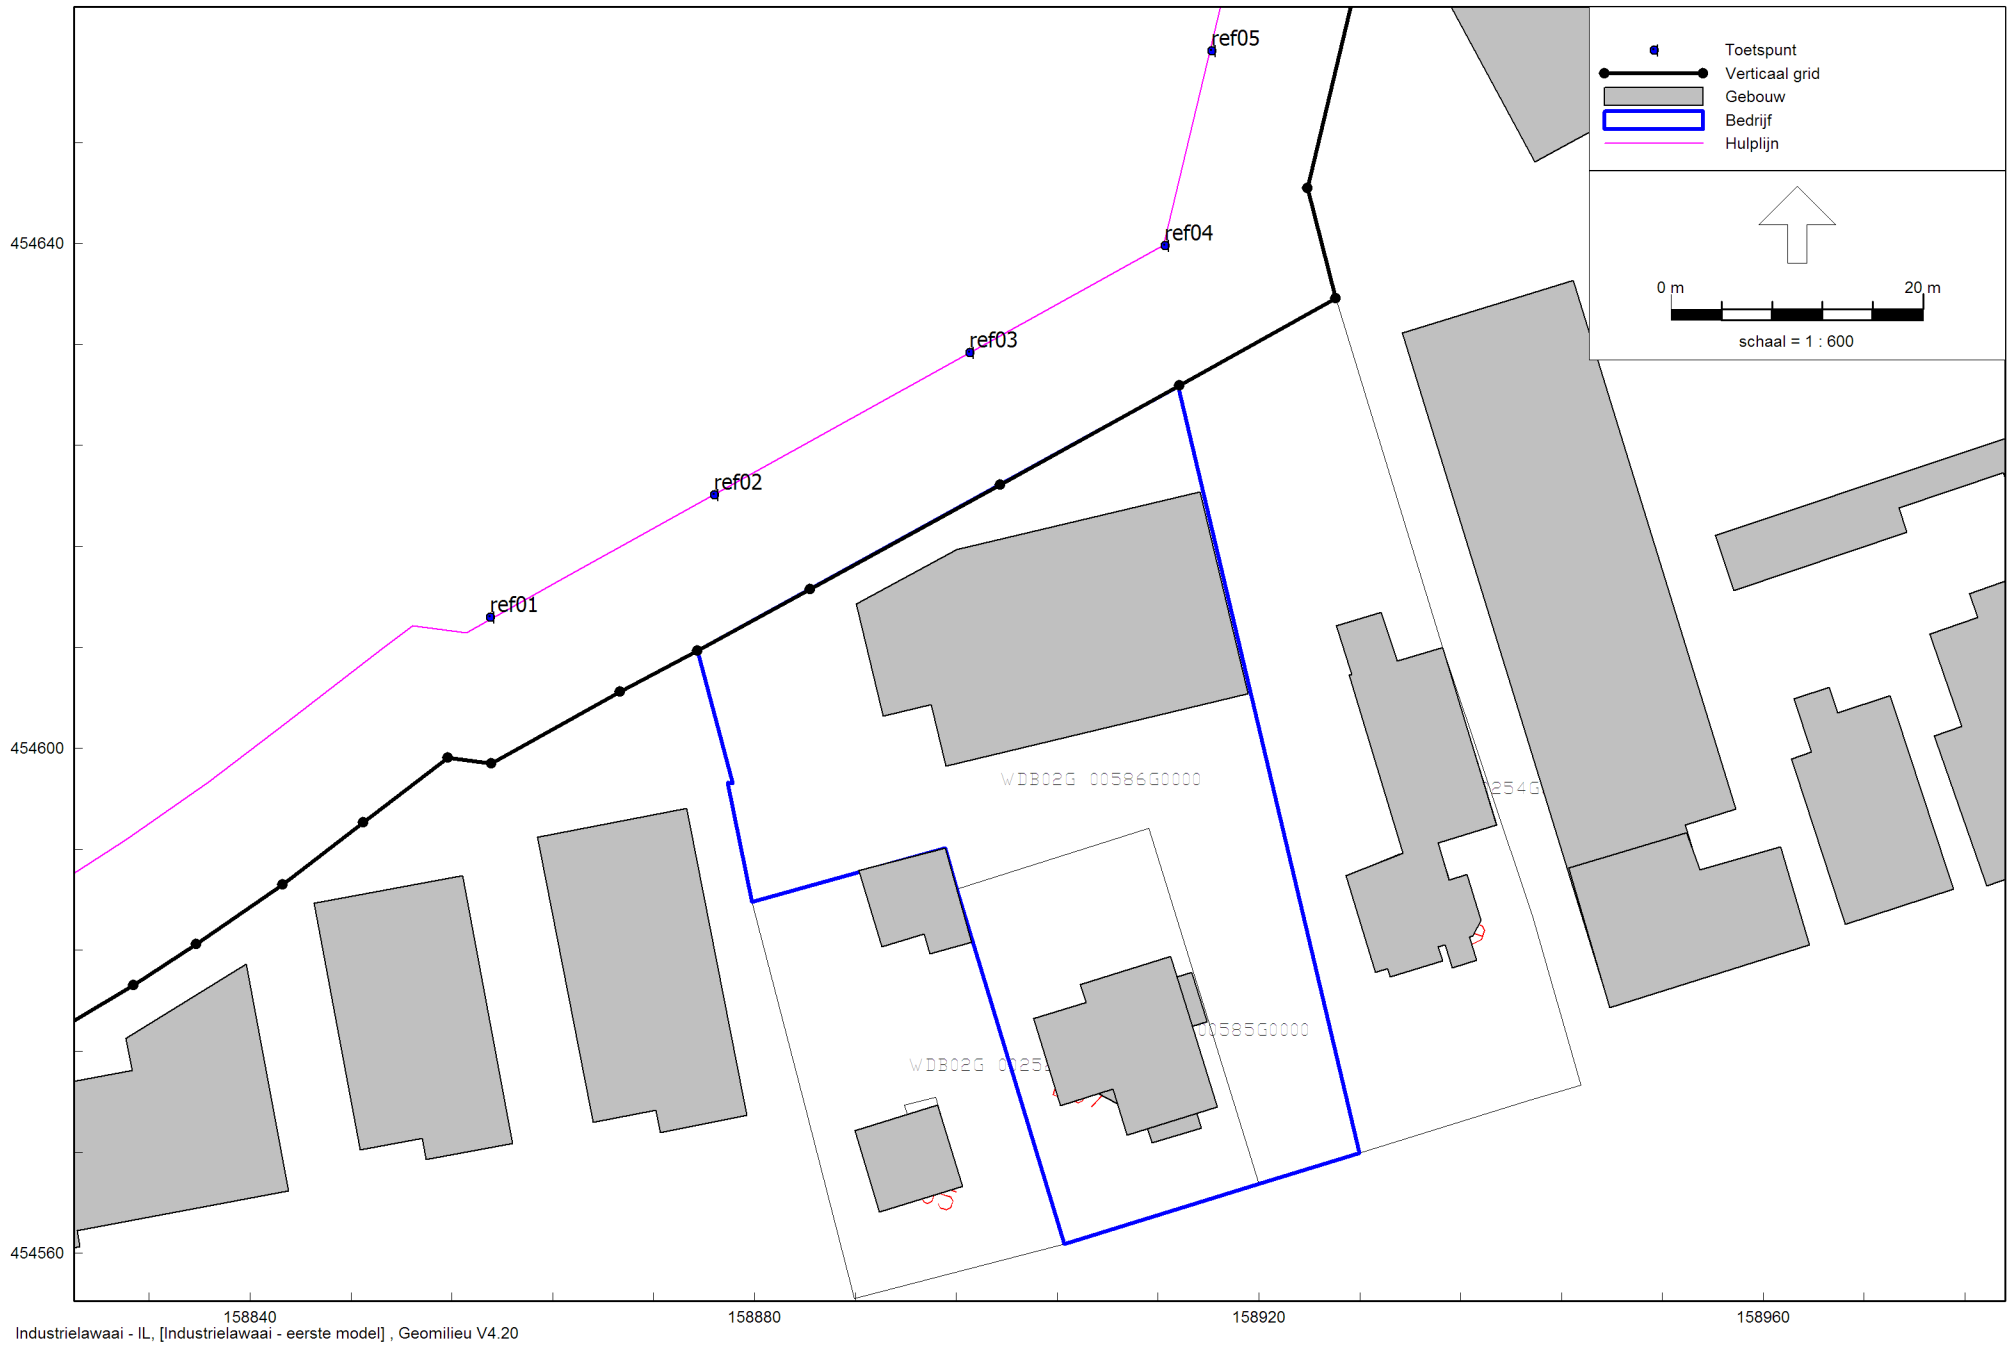 ref05
Toetspunt
Verticaal grid
Gebouw
Bedrijf
Hulplijn
454640
ref04
0 m 20 m
ref03
schaal = 1 : 600
ref02
ref01
454600
WDB02G 00586G0000
254G
00585G0000
WDB02G 0025
454560
158840 158880 158920 158960
Industrielawaai - IL, [Industrielawaai - eerste model] , Geomilieu V4.20